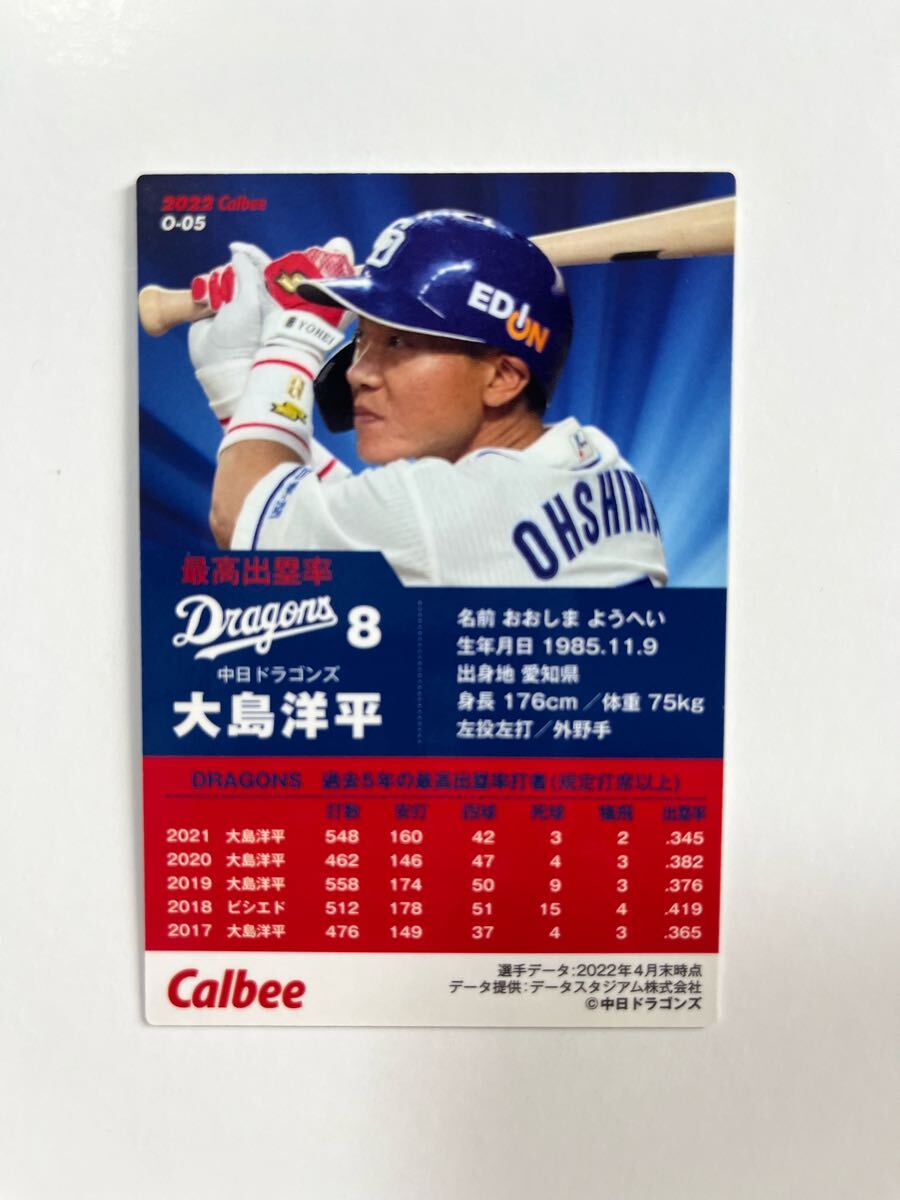 2022 Calbee
O-05
ED!ON
YOHEI
8
OHSHIMA
最高出塁率
Dragons 8
中日ドラゴンズ
大島洋平
名前 おおしま ようへい
生年月日 1985.11.9
出身地 愛知県
身長 176cm／体重 75kg
左投左打／外野手
DRAGONS 過去5年の最高出塁率打者(規定打席以上)
打数 安打 四球 死球 犠飛 出塁率
2021 大島洋平 548 160 42 3 2 .345
2020 大島洋平 462 146 47 4 3 .382
2019 大島洋平 558 174 50 9 3 .376
2018 ビシエド 512 178 51 15 4 .419
2017 大島洋平 476 149 37 4 3 .365
Calbee
選手データ:2022年4月末時点
データ提供:データスタジアム株式会社
©中日ドラゴンズ